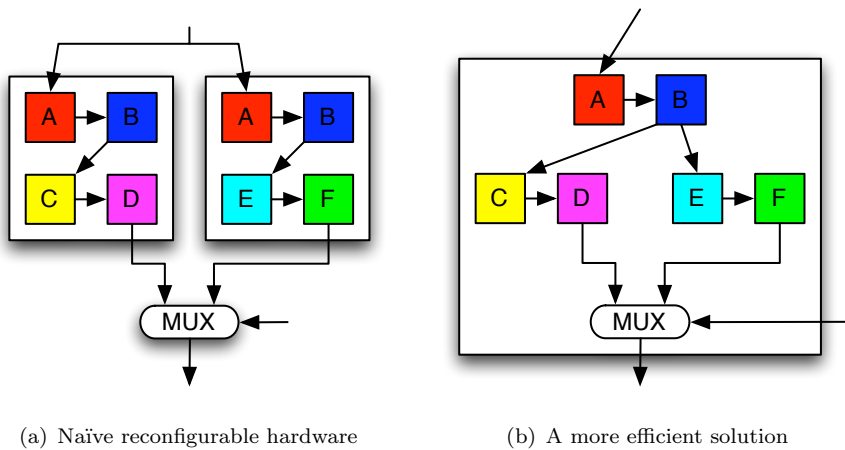 A B A B
C D E F
MUX
(a) Naïve reconfigurable hardware
A B
C D E F
MUX
(b) A more efficient solution